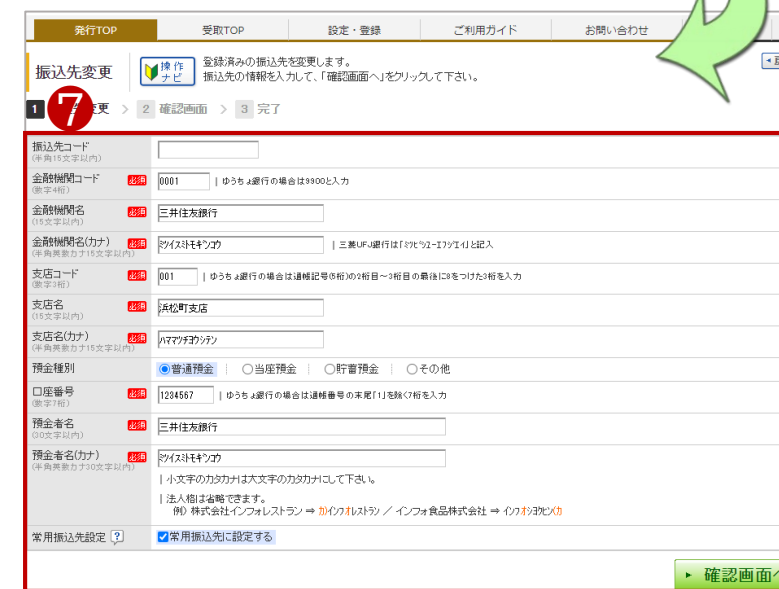 発行TOP 受取TOP 設定・登録 ご利用ガイド お問い合わせ
振込先変更 操作ナビ 登録済みの振込先を変更します。
振込先の情報を入力して、「確認画面へ」をクリックして下さい。
1 変更 > 2 確認画面 > 3 完了
7
振込先コード
(半角15文字以内)
金融機関コード 必須 0001 | ゆうちょ銀行の場合は9900と入力
(数字4桁)
金融機関名 必須 三井住友銀行
(15文字以内)
金融機関名(カナ) 必須 ミツイスミトモギンコウ | 三菱UFJ銀行は「ミツビシユ-エフジエイ」と記入
(半角英数カナ15文字以内)
支店コード 必須 001 | ゆうちょ銀行の場合は通帳記号(5桁)の2桁目～3桁目の最後に8をつけた3桁を入力
(数字3桁)
支店名 必須 浜松町支店
(15文字以内)
支店名(カナ) 必須 ハママツチヨウシテン
(半角英数カナ15文字以内)
預金種別 普通預金 | 当座預金 | 貯蓄預金 | その他
口座番号 必須 1234567 | ゆうちょ銀行の場合は通帳番号の末尾「1」を除く7桁を入力
(数字7桁)
預金者名 必須 三井住友銀行
(30文字以内)
預金者名(カナ) 必須 ミツイスミトモギンコウ
(半角英数カナ30文字以内)
| 小文字のカタカナは大文字のカタカナにして下さい。
| 法人格は省略できます。
例) 株式会社インフォレストラン ⇒ カ)インフオレストラン ／ インフォ食品株式会社 ⇒ インフオシヨクヒン(カ
常用振込先設定 ? 常用振込先に設定する
確認画面へ